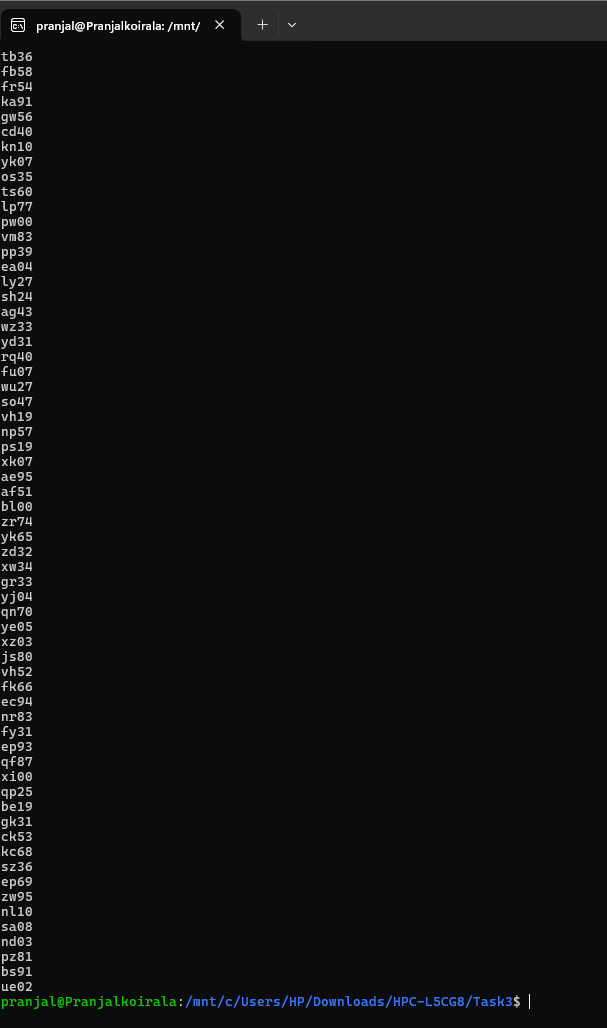 pranjal@Pranjalkoirala: /mnt/
tb36
fb58
fr54
ka91
gw56
cd40
kn10
yk07
os35
ts60
lp77
pw00
vm83
pp39
ea04
ly27
sh24
ag43
wz33
yd31
rq40
fu07
wu27
so47
vh19
np57
ps19
xk07
ae95
af51
bl00
zr74
yk65
zd32
xw34
gr33
yj04
qn70
ye05
xz03
js80
vh52
fk66
ec94
nr83
fy31
ep93
qf87
xi00
qp25
be19
gk31
ck53
kc68
sz36
ep69
zw95
nl10
sa08
nd03
pz81
bs91
ue02
pranjal@Pranjalkoirala:/mnt/c/Users/HP/Downloads/HPC-L5CG8/Task3$